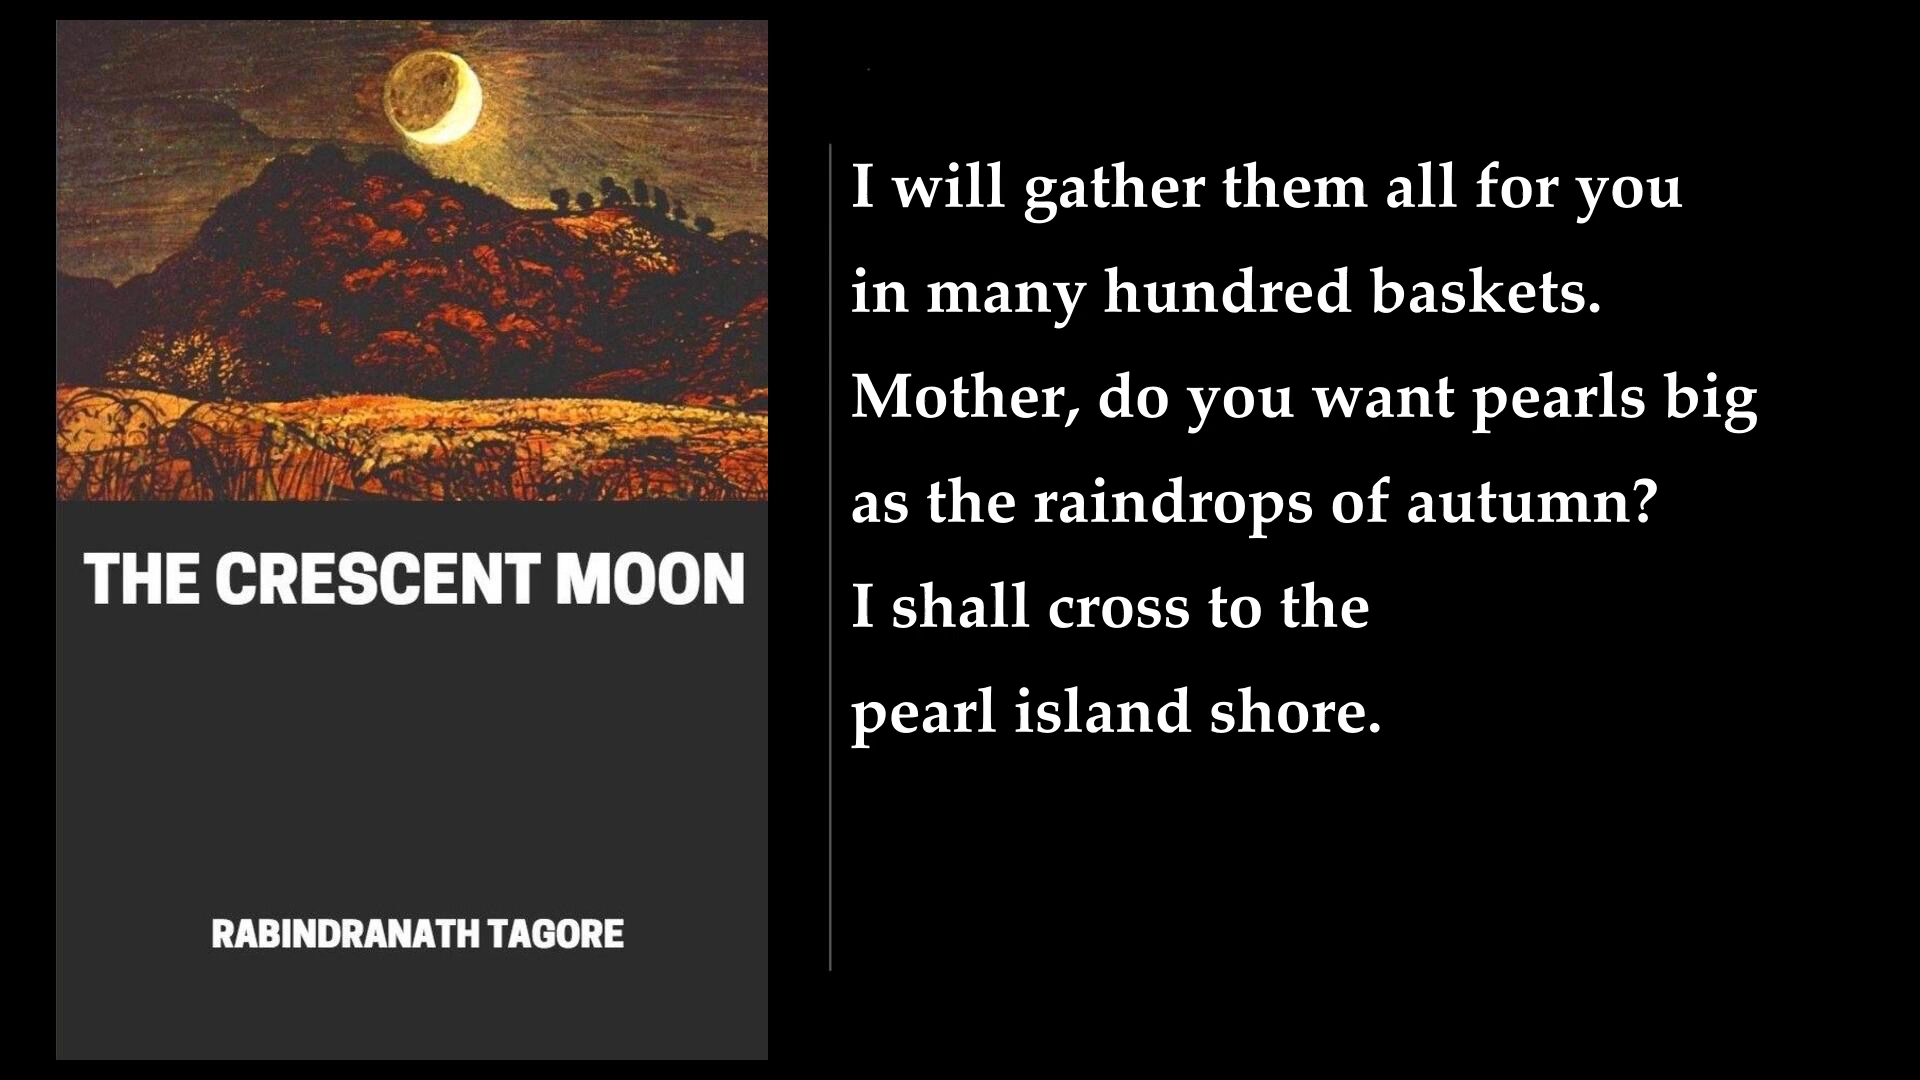 THE CRESCENT MOON
RABINDRANATH TAGORE
I will gather them all for you
in many hundred baskets.
Mother, do you want pearls big
as the raindrops of autumn?
I shall cross to the
pearl island shore.